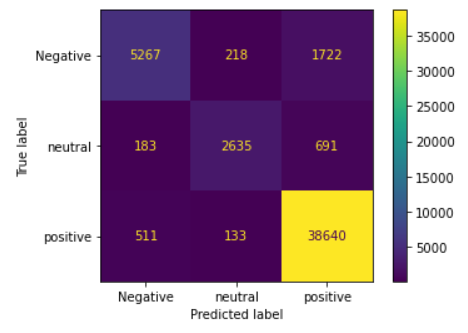 Negative
neutral
positive
True label
5267 218 1722
183 2635 691
511 133 38640
Negative neutral positive
Predicted label
35000
30000
25000
20000
15000
10000
5000